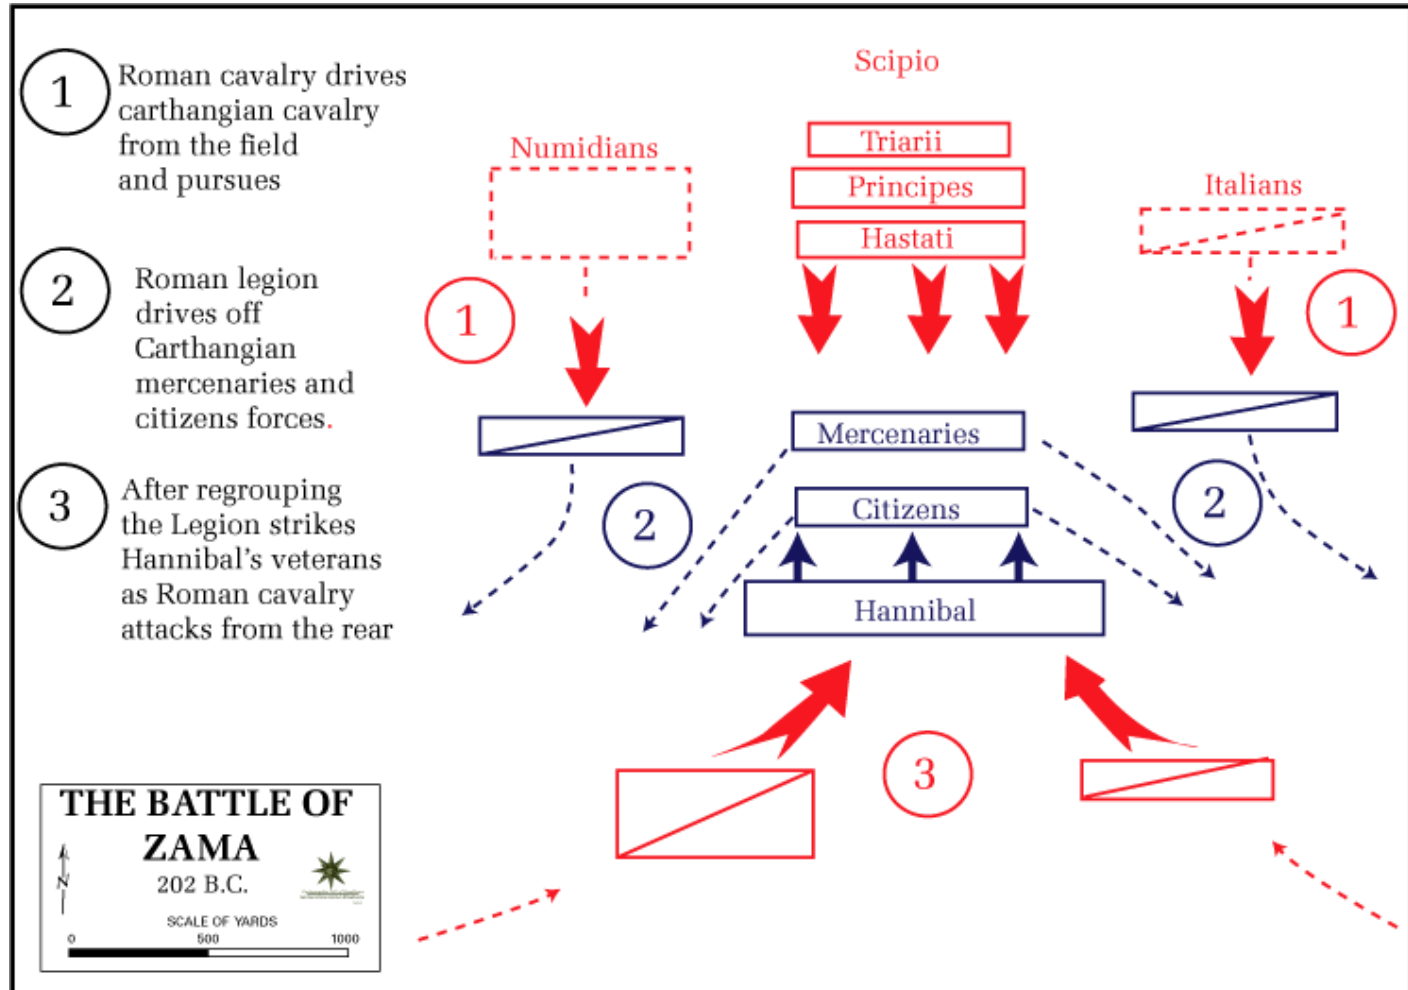 1
Roman cavalry drives
carthangian cavalry
from the field
and pursues
2
Roman legion
drives off
Carthangian
mercenaries and
citizens forces.
3
After regrouping
the Legion strikes
Hannibal's veterans
as Roman cavalry
attacks from the rear
Scipio
Numidians
Triarii
Principes
Hastati
Italians
1
1
Mercenaries
Citizens
2
2
Hannibal
3
THE BATTLE OF
ZAMA
202 B.C.
N
SCALE OF YARDS
0 500 1000